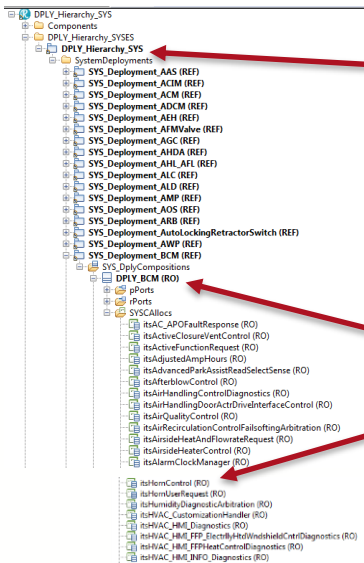 DPLY_Hierarchy_SYS
Components
DPLY_Hierarchy_SYSES
DPLY_Hierarchy_SYS
SystemDeployments
SYS_Deployment_AAS (REF)
SYS_Deployment_ACIM (REF)
SYS_Deployment_ACM (REF)
SYS_Deployment_ADCM (REF)
SYS_Deployment_AEH (REF)
SYS_Deployment_AFMValve (REF)
SYS_Deployment_AGC (REF)
SYS_Deployment_AHDA (REF)
SYS_Deployment_AHL_AFL (REF)
SYS_Deployment_ALC (REF)
SYS_Deployment_ALD (REF)
SYS_Deployment_AMP (REF)
SYS_Deployment_AOS (REF)
SYS_Deployment_ARB (REF)
SYS_Deployment_AutoLockingRetractorSwitch (REF)
SYS_Deployment_AWP (REF)
SYS_Deployment_BCM (REF)
SYS_DplyCompositions
DPLY_BCM (RO)
pPorts
rPorts
SYSCAllocs
itsAC_APOFaultResponse (RO)
itsActiveClosureVentControl (RO)
itsActiveFunctionRequest (RO)
itsAdjustedAmpHours (RO)
itsAdvancedParkAssistReadSelectSense (RO)
itsAfterblowControl (RO)
itsAirHandlingControlDiagnostics (RO)
itsAirHandlingDoorActrDriveInterfaceControl (RO)
itsAirQualityControl (RO)
itsAirRecirculationControlFailsoftingArbitration (RO)
itsAirsideHeatAndFlowrateRequest (RO)
itsAirsideHeaterControl (RO)
itsAlarmClockManager (RO)
itsHornControl (RO)
itsHornUserRequest (RO)
itsHumidityDiagnosticArbitration (RO)
itsHVAC_CustomizationHandler (RO)
itsHVAC_HMI_Diagnostics (RO)
itsHVAC_HMI_FFP_ElectrllyHtdWndshieldCntrlDiagnostics (RO)
itsHVAC_HMI_FFPHeatControlDiagnostics (RO)
itsHVAC_HMI_INFO_Diagnostics (RO)